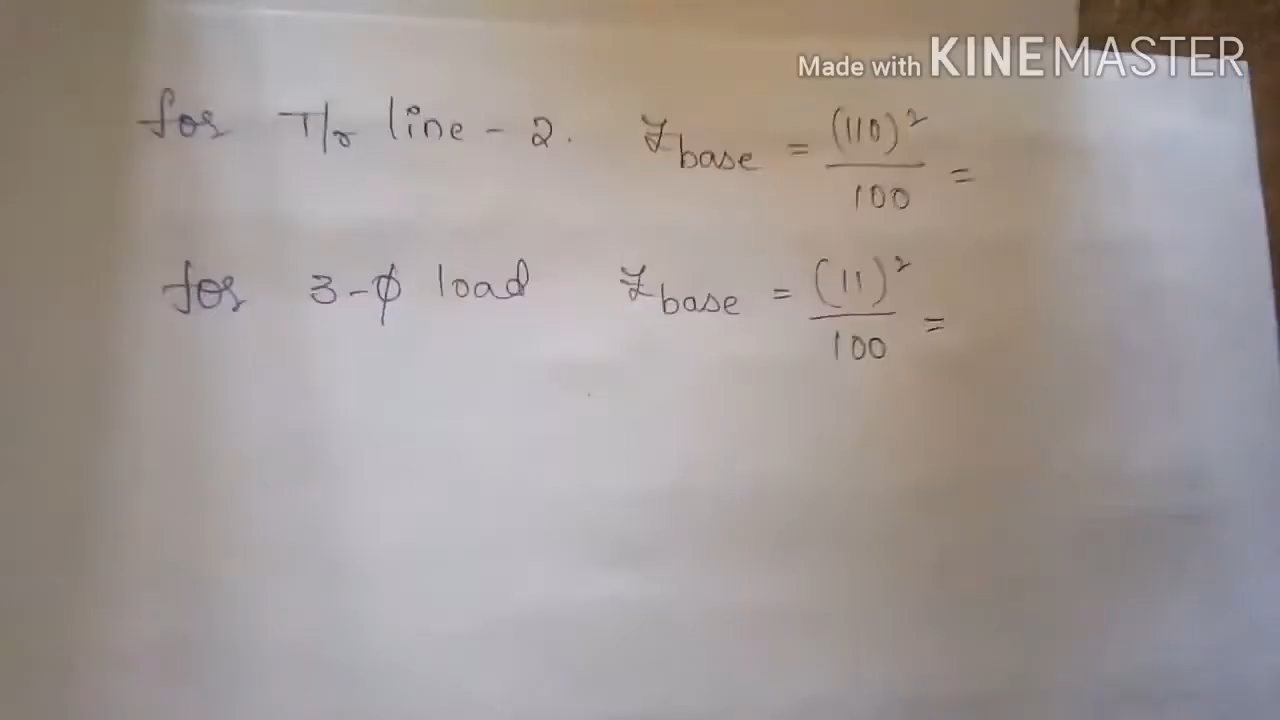 Made with KINEMASTER
for T/r line - 2. Zbase = (110)² / 100 =
for 3-ϕ load Zbase = (11)² / 100 =